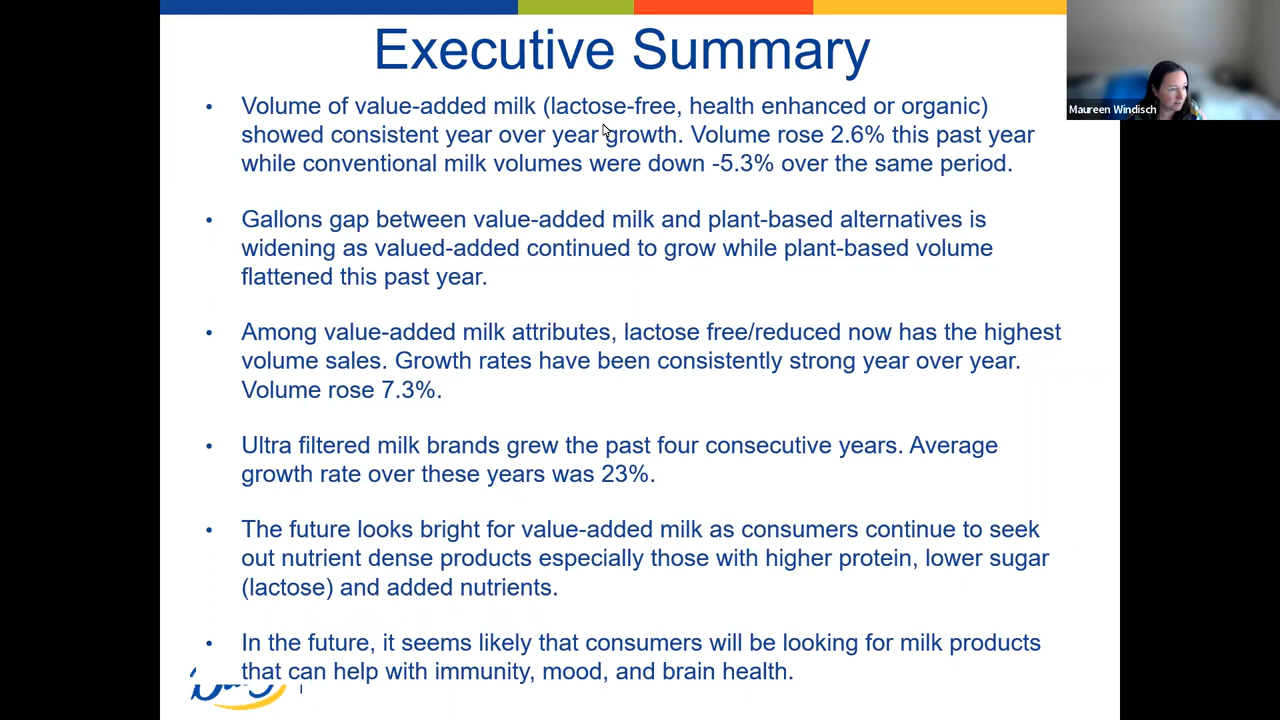 Executive Summary
Maureen Windisch
• Volume of value-added milk (lactose-free, health enhanced or organic)
showed consistent year over year growth. Volume rose 2.6% this past year
while conventional milk volumes were down -5.3% over the same period.
• Gallons gap between value-added milk and plant-based alternatives is
widening as valued-added continued to grow while plant-based volume
flattened this past year.
• Among value-added milk attributes, lactose free/reduced now has the highest
volume sales. Growth rates have been consistently strong year over year.
Volume rose 7.3%.
• Ultra filtered milk brands grew the past four consecutive years. Average
growth rate over these years was 23%.
• The future looks bright for value-added milk as consumers continue to seek
out nutrient dense products especially those with higher protein, lower sugar
(lactose) and added nutrients.
• In the future, it seems likely that consumers will be looking for milk products
that can help with immunity, mood, and brain health.